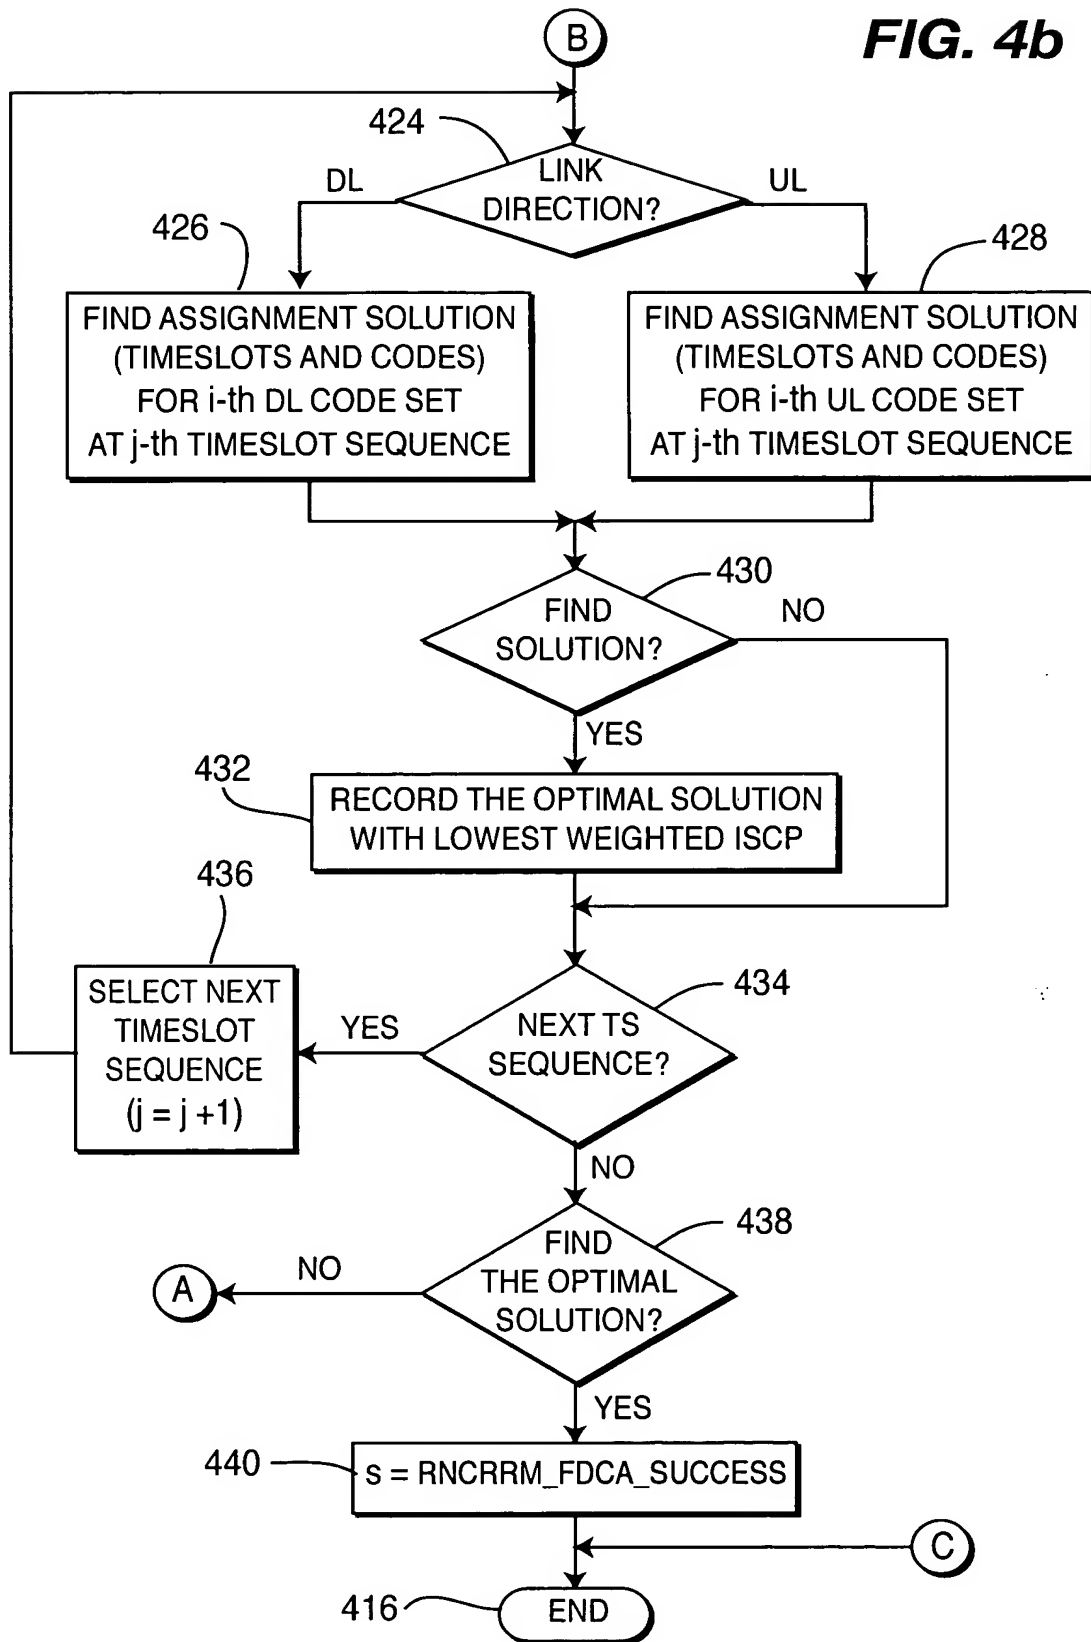 B
FIG. 4b
424
LINK
DIRECTION?
DL
UL
426
428
FIND ASSIGNMENT SOLUTION
(TIMESLOTS AND CODES)
FOR i-th DL CODE SET
AT j-th TIMESLOT SEQUENCE
FIND ASSIGNMENT SOLUTION
(TIMESLOTS AND CODES)
FOR i-th UL CODE SET
AT j-th TIMESLOT SEQUENCE
430
FIND
SOLUTION?
NO
YES
432
RECORD THE OPTIMAL SOLUTION
WITH LOWEST WEIGHTED ISCP
436
SELECT NEXT
TIMESLOT
SEQUENCE
(j = j +1)
YES
434
NEXT TS
SEQUENCE?
NO
438
FIND
THE OPTIMAL
SOLUTION?
NO
A
YES
440
s = RNCRRM_FDCA_SUCCESS
C
416
END